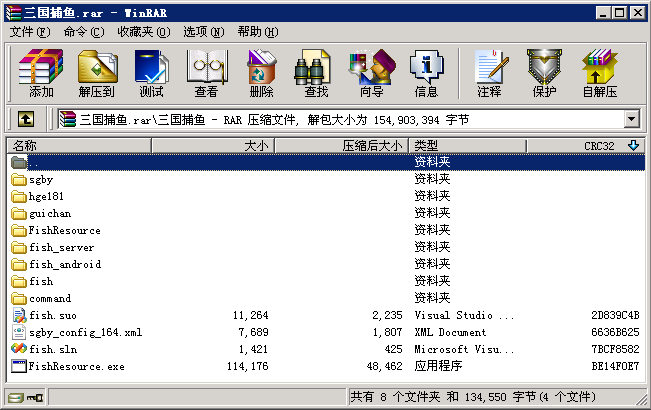 三国捕鱼.rar - WinRAR
文件(F) 命令(C) 收藏夹(O) 选项(N) 帮助(H)
添加 解压到 测试 查看 删除 查找 向导 信息 注释 保护 自解压
三国捕鱼.rar\三国捕鱼 - RAR 压缩文件, 解包大小为 154,903,394 字节
名称 大小 压缩后大小 类型 CRC32
.. 资料夹
sgby 资料夹
hge181 资料夹
guichan 资料夹
FishResource 资料夹
fish_server 资料夹
fish_android 资料夹
fish 资料夹
command 资料夹
fish.suo 11,264 2,235 Visual Studio ... 2D839C4B
sgby_config_164.xml 7,689 1,807 XML Document 6636B625
fish.sln 1,421 425 Microsoft Visu... 7BCF8582
FishResource.exe 114,176 48,462 应用程序 BE14F0E7
共有 8 个文件夹 和 134,550 字节(4 个文件)